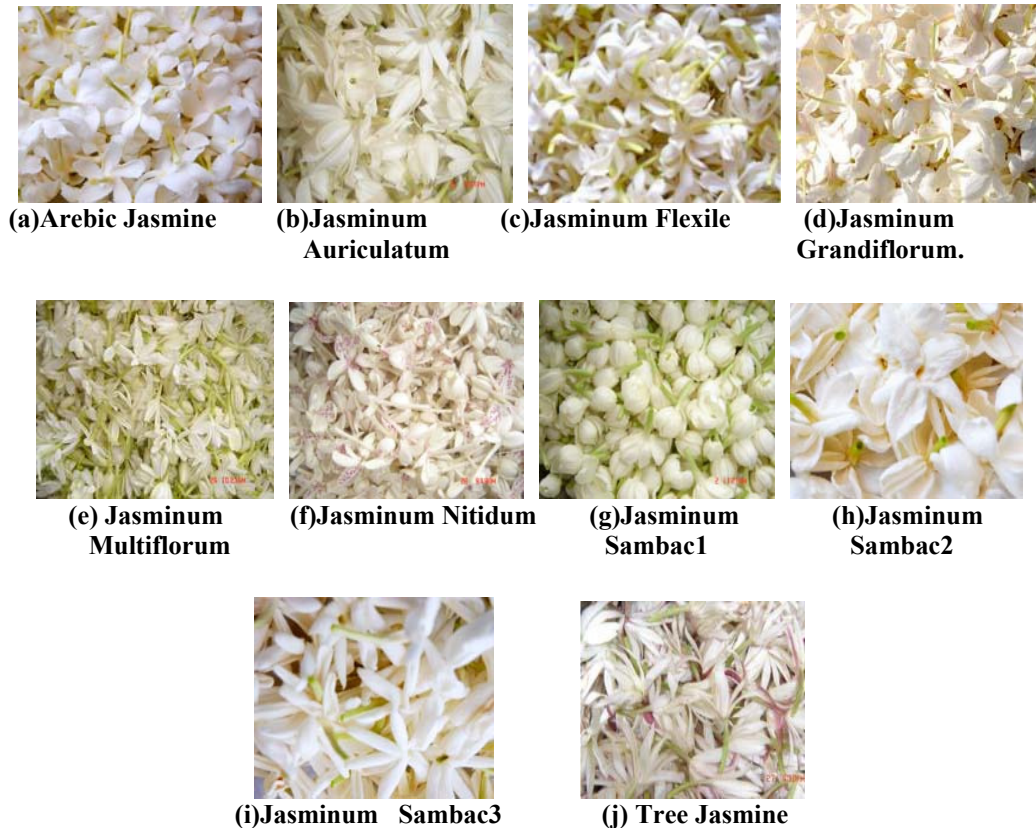 (a)Arebic Jasmine
(b)Jasminum
Auriculatum
(c)Jasminum Flexile
(d)Jasminum
Grandiflorum.
(e) Jasminum
Multiflorum
(f)Jasminum Nitidum
(g)Jasminum
Sambac1
(h)Jasminum
Sambac2
(i)Jasminum Sambac3
(j) Tree Jasmine